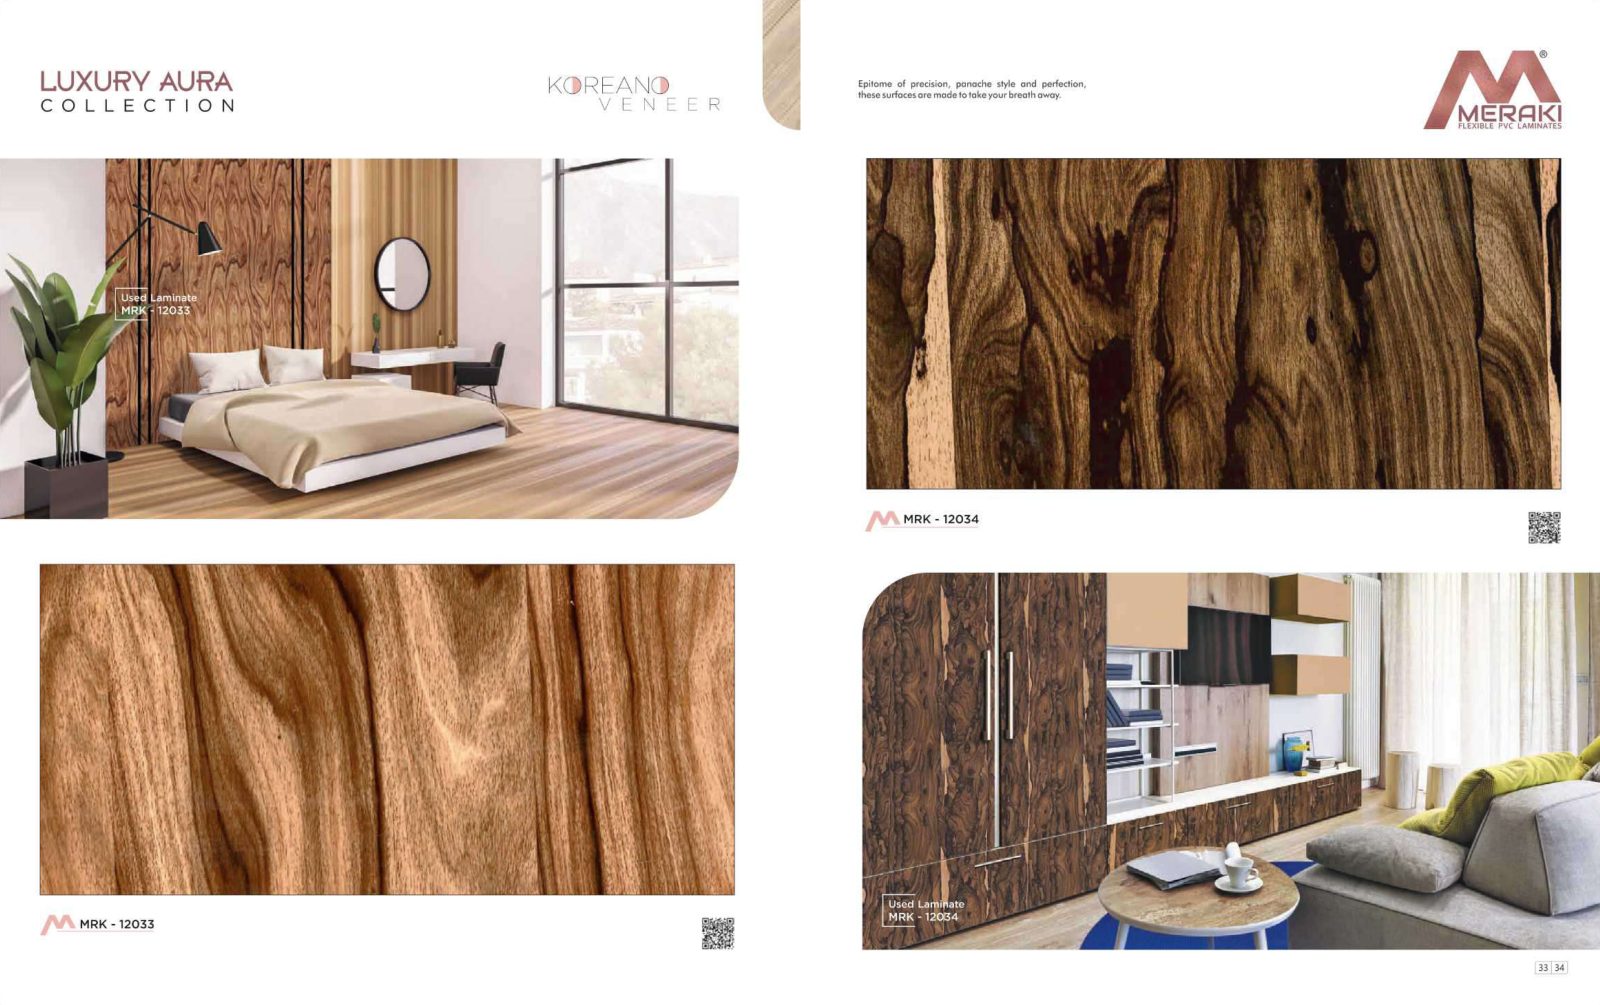 LUXURY AURA
COLLECTION
KOREANO
VENEER
Used Laminate
MRK - 12033
MRK - 12033
Epitome of precision, panache style and perfection,
these surfaces are made to take your breath away.
®
MERAKI
FLEXIBLE PVC LAMINATES
MRK - 12034
Used Laminate
MRK - 12034
33 34